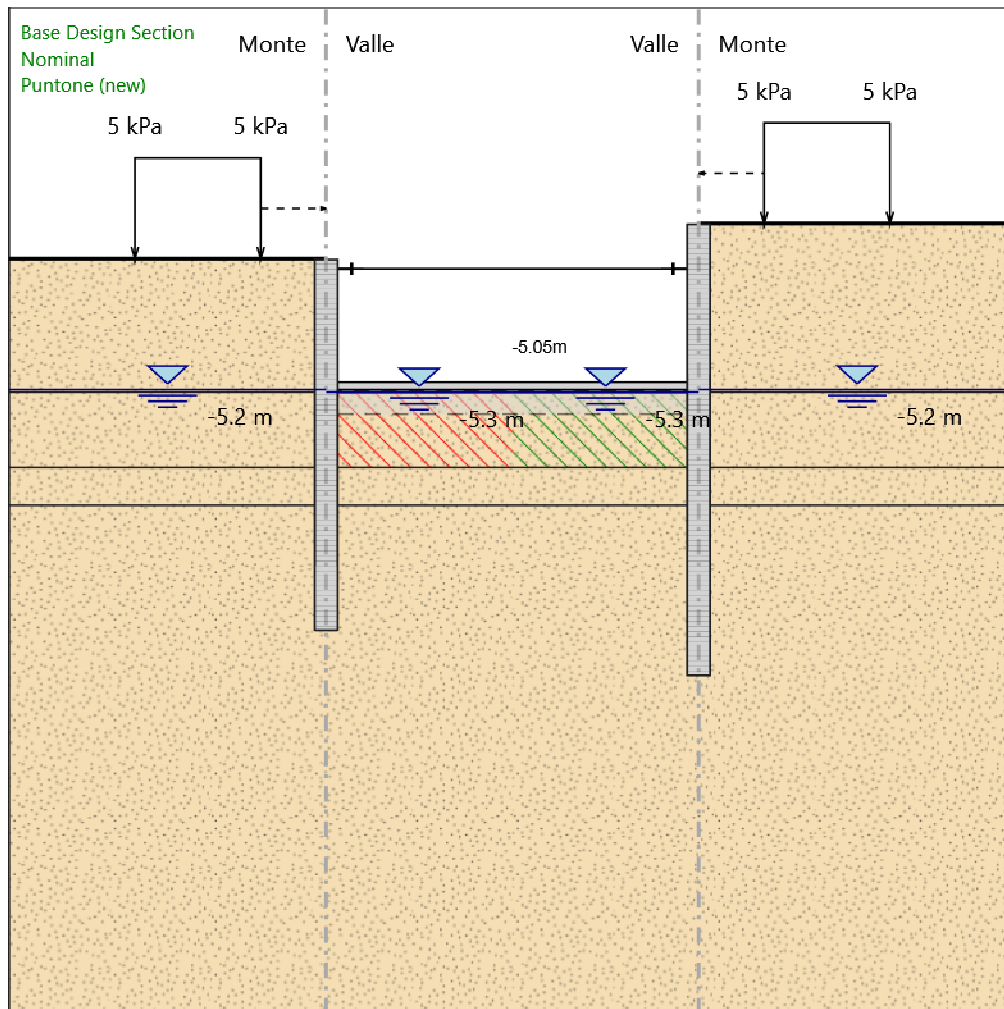 Base Design Section
Nominal
Puntone (new)
Monte
Valle
Valle
Monte
5 kPa
5 kPa
5 kPa
5 kPa
-5.05m
-5.2 m
-5.3 m
-5.3 m
-5.2 m